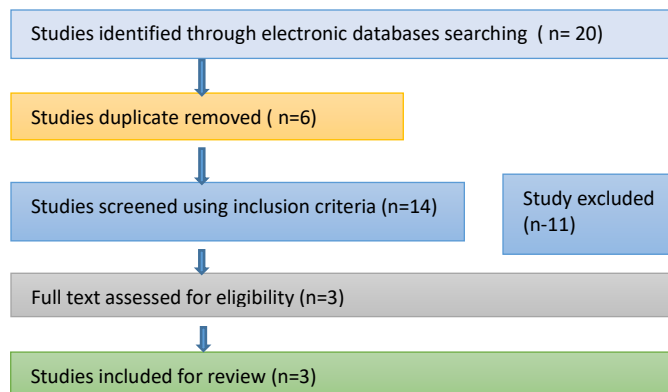 Studies identified through electronic databases searching  ( n= 20)
Studies duplicate removed ( n=6)
Studies screened using inclusion criteria (n=14)
Study excluded
(n-11)
Full text assessed for eligibility (n=3)
Studies included for review (n=3)